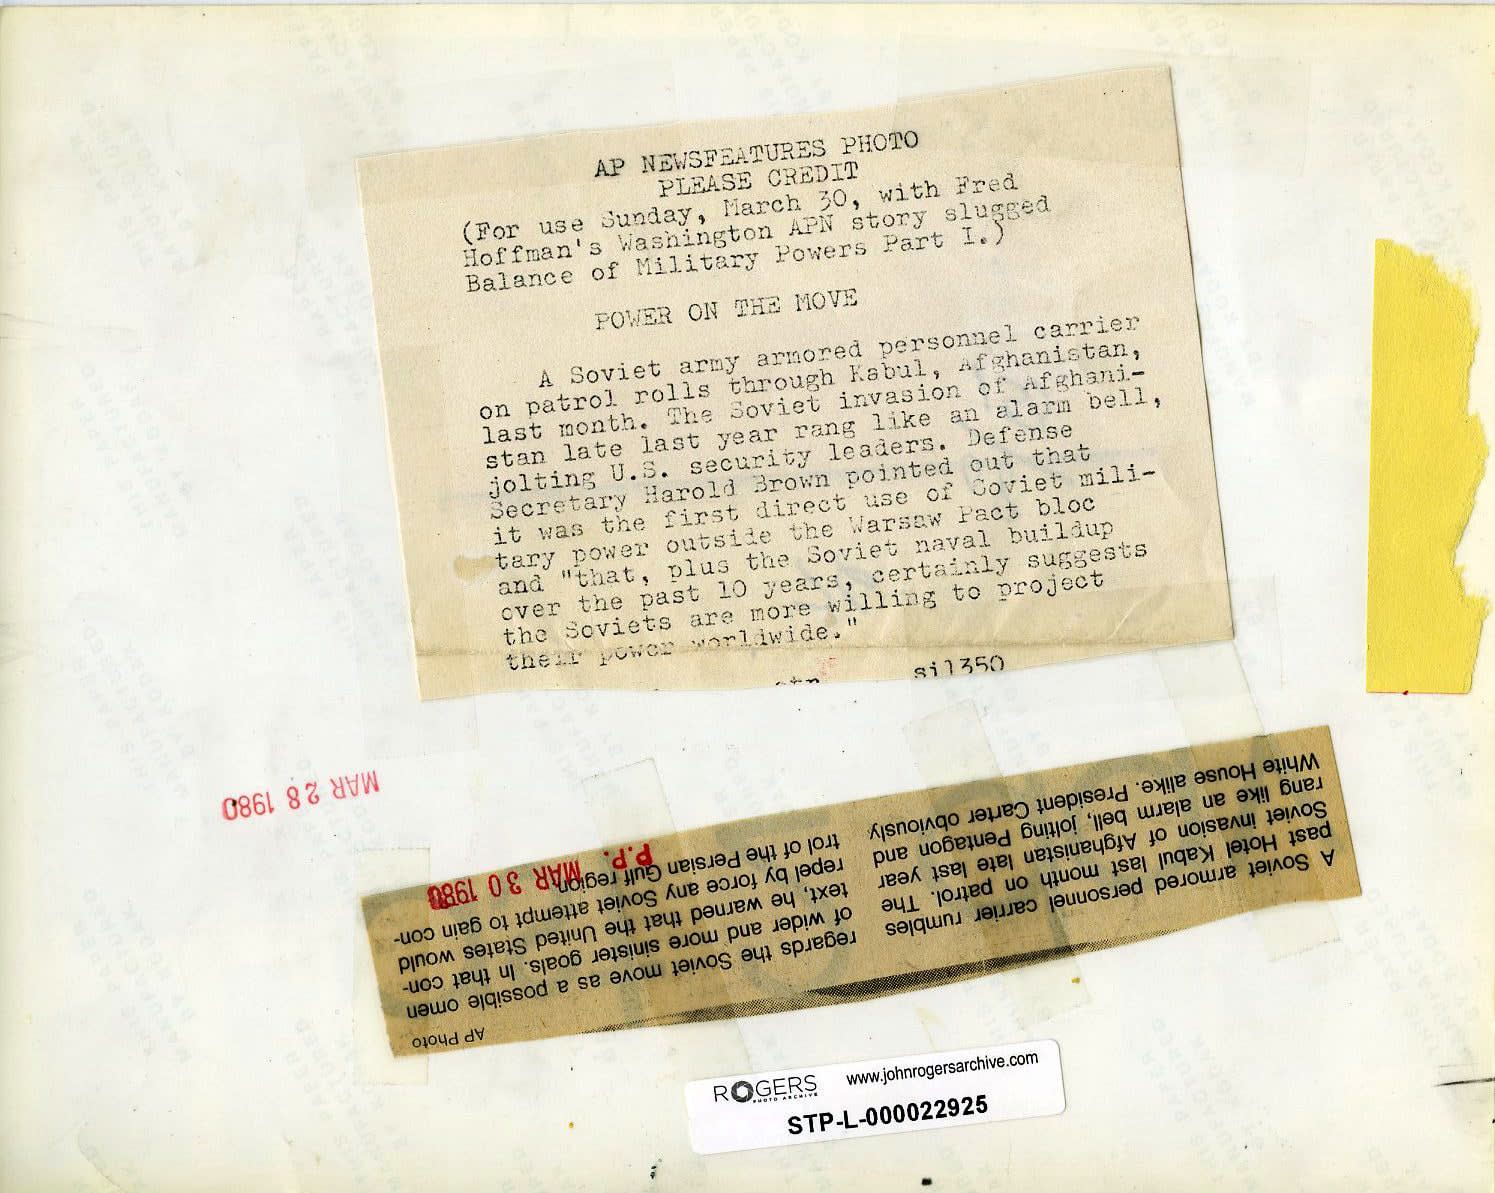 AP NEWSFEATURES PHOTO
PLEASE CREDIT
(For use Sunday, March 30, with Fred
Hoffman's Washington APN story slugged
Balance of Military Powers Part I.)
POWER ON THE MOVE
A Soviet army armored personnel carrier
on patrol rolls through Kabul, Afghanistan,
last month. The Soviet invasion of Afghani-
stan late last year rang like an alarm bell,
jolting U.S. security leaders. Defense
Secretary Harold Brown pointed out that
it was the first direct use of Soviet mili-
tary power outside the Warsaw Pact bloc
and "that, plus the Soviet naval buildup
over the past 10 years, certainly suggests
the Soviets are more willing to project
their power worldwide."
sil350
MAR 28 1980
A Soviet armored personnel carrier rumbles
past Hotel Kabul last month on patrol. The
Soviet invasion of Afghanistan late last year
rang like an alarm bell, jolting Pentagon and
White House alike. President Carter obviously
AP Photo
regards the Soviet move as a possible omen
of wider and more sinister goals. In that con-
text, he warned that the United States would
repel by force any Soviet attempt to gain con-
trol of the Persian Gulf region.
P.P. MAR 30 1980
ROGERS
PHOTO ARCHIVE
www.johnrogersarchive.com
STP-L-000022925